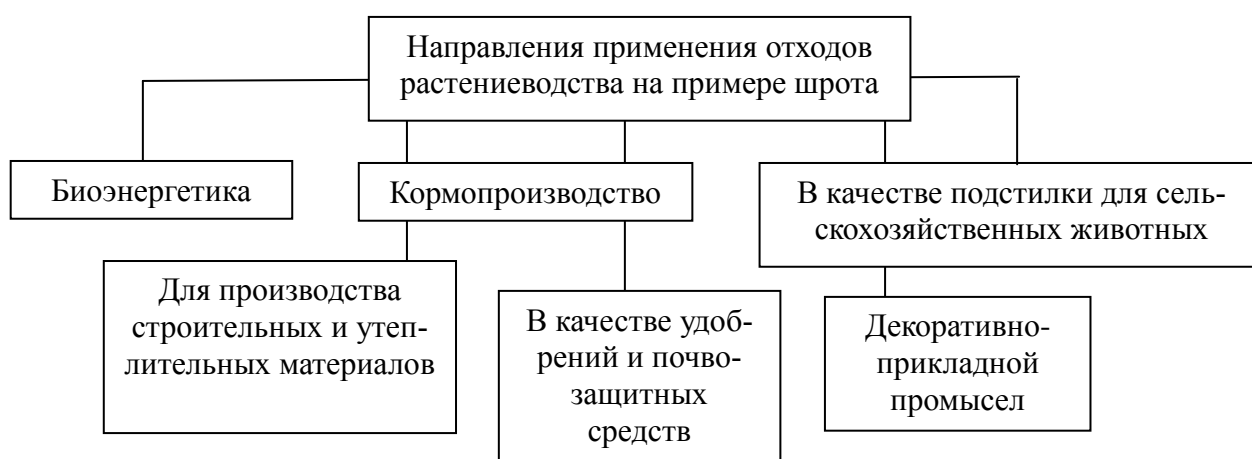 Направления применения отходов
растениеводства на примере шрота
Биоэнергетика
Кормопроизводство
В качестве подстилки для сель-
скохозяйственных животных
Для производства
строительных и утеп-
лительных материалов
В качестве удоб-
рений и почво-
защитных
средств
Декоративно-
прикладной
промысел